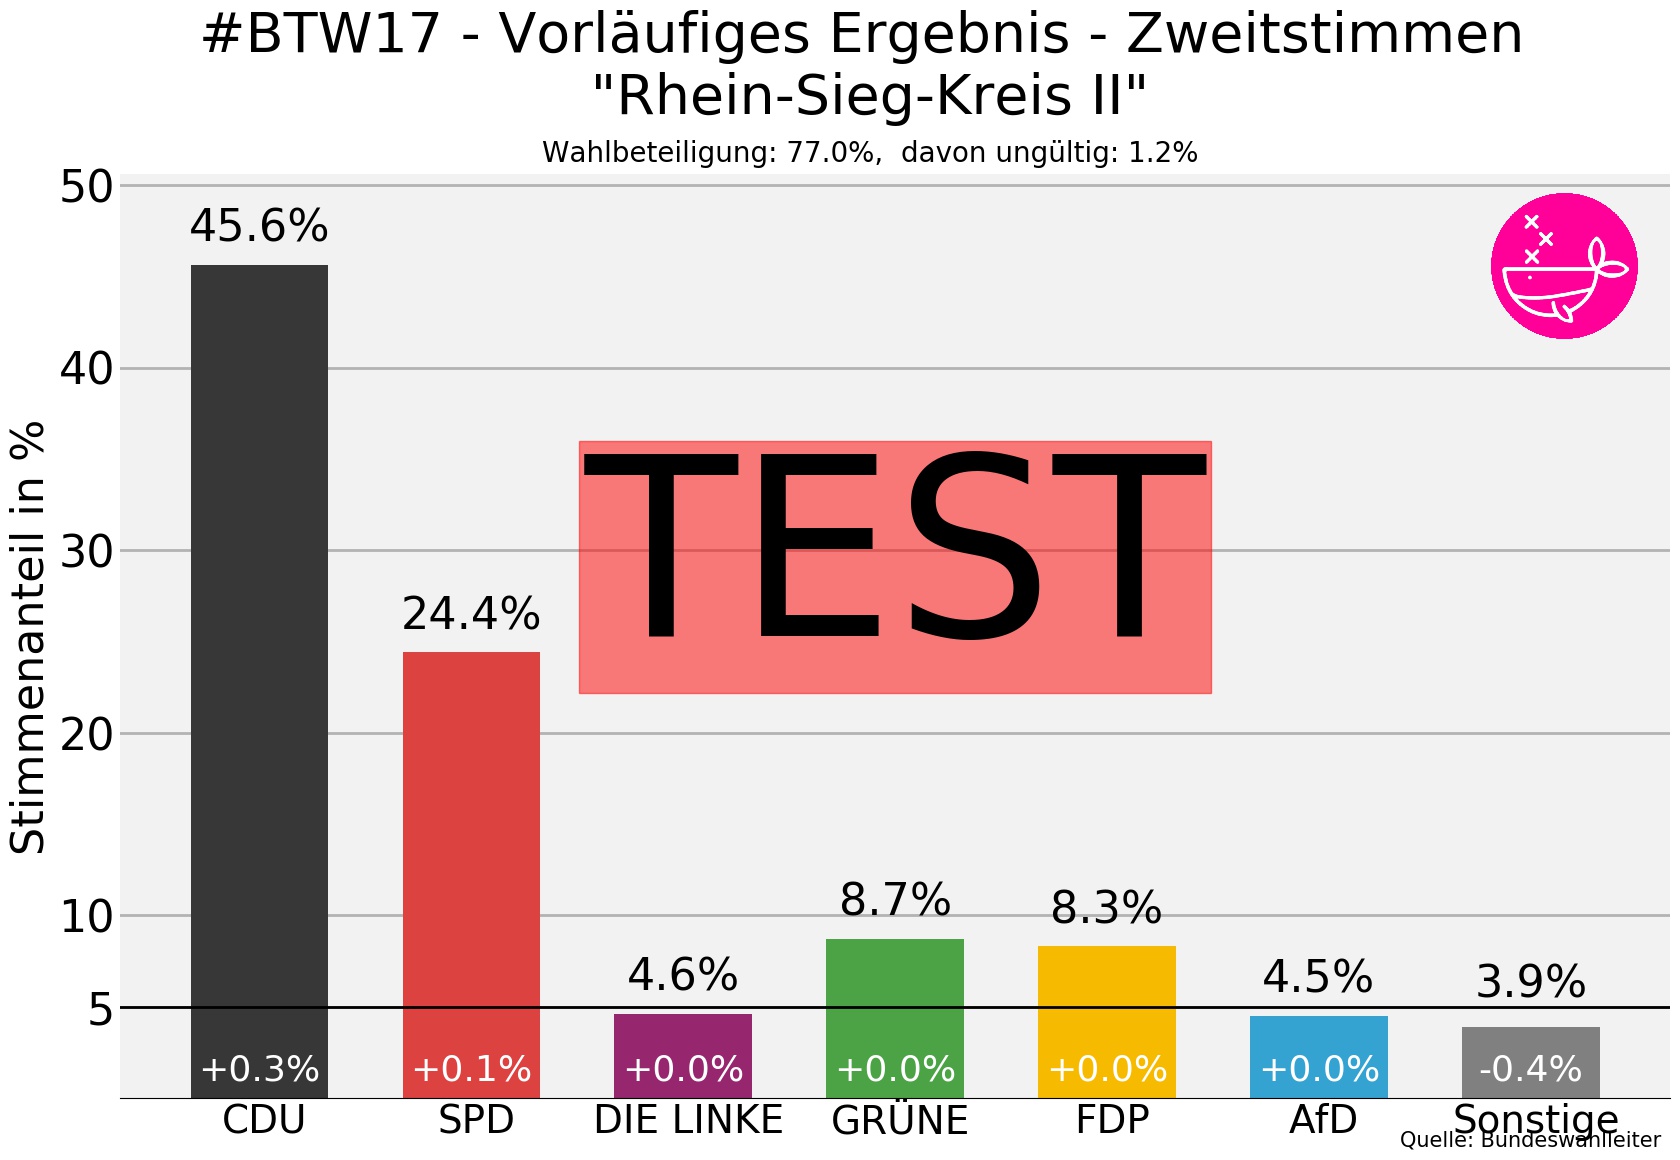 #BTW17 - Vorläufiges Ergebnis - Zweitstimmen
"Rhein-Sieg-Kreis II"
Wahlbeteiligung: 77.0%,  davon ungültig: 1.2%
Stimmenanteil in %
50
40
30
20
10
5
45.6%
24.4%
4.6%
8.7%
8.3%
4.5%
3.9%
TEST
+0.3%
+0.1%
+0.0%
+0.0%
+0.0%
+0.0%
-0.4%
CDU
SPD
DIE LINKE
GRÜNE
FDP
AfD
Sonstige
Quelle: Bundeswahlleiter